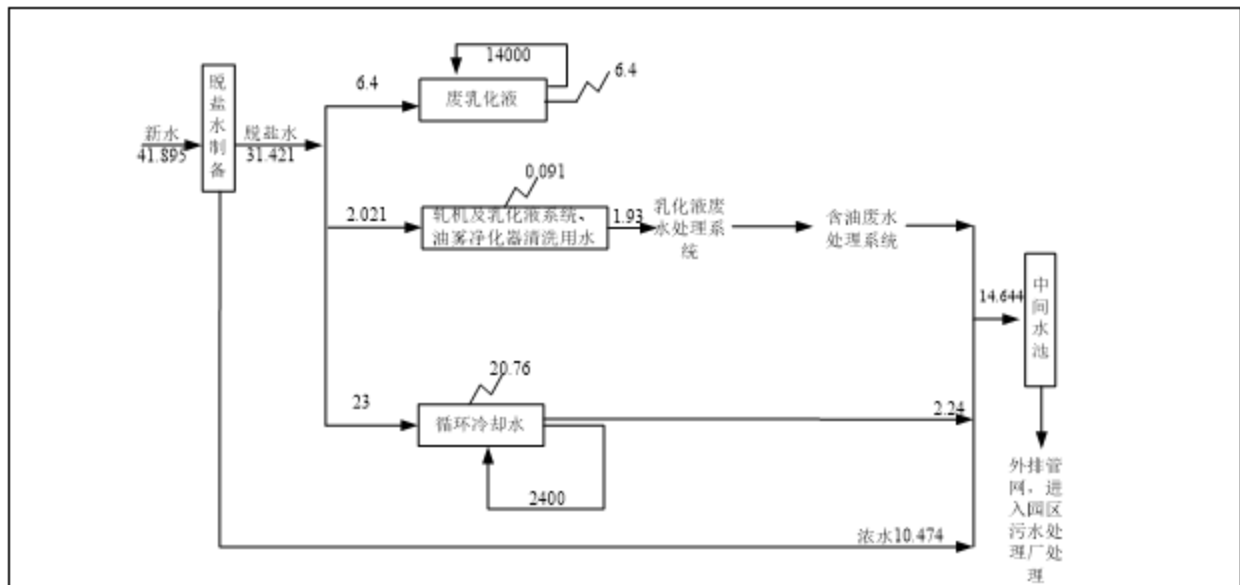 14000
6.4
6.4
废乳化液
脱
盐
水
制
备
新水
41.895
脱盐水
31.421
0.091
2.021
轧机及乳化液系统、
油雾净化器清洗用水
1.93
乳化液废
水处理系
统
含油废水
处理系统
14.644
中
间
水
池
20.76
23
循环冷却水
2.24
2400
外排管
网，进
入园区
污水处
理厂处
理
浓水10.474